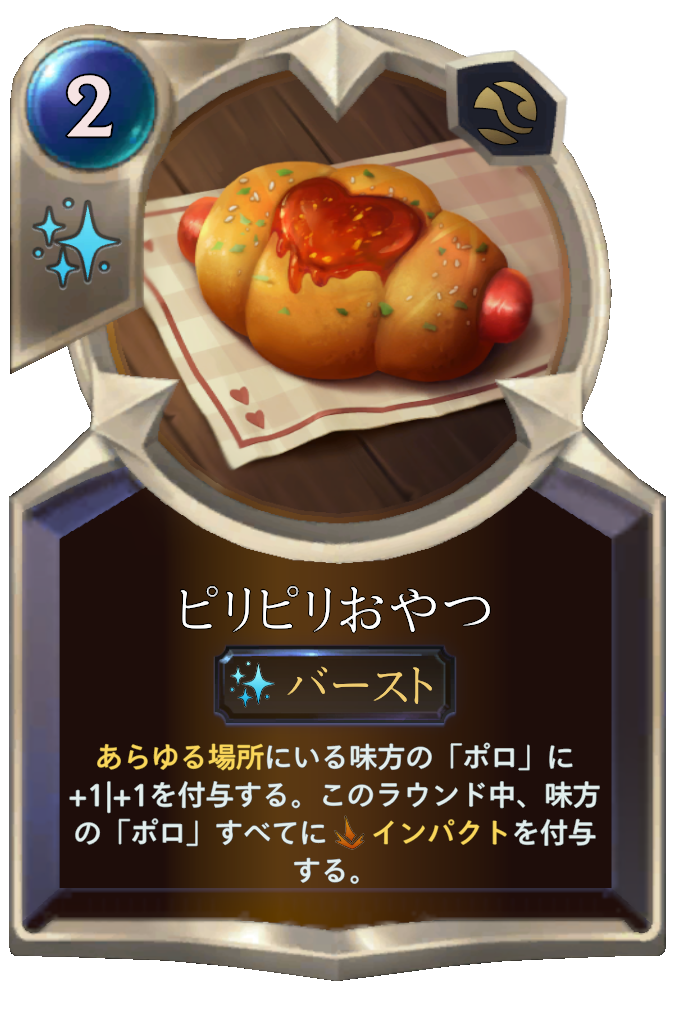 2
ピリピリおやつ
バースト
あらゆる場所にいる味方の「ポロ」に
+1|+1を付与する。このラウンド中、味方
の「ポロ」すべてにインパクトを付与
する。